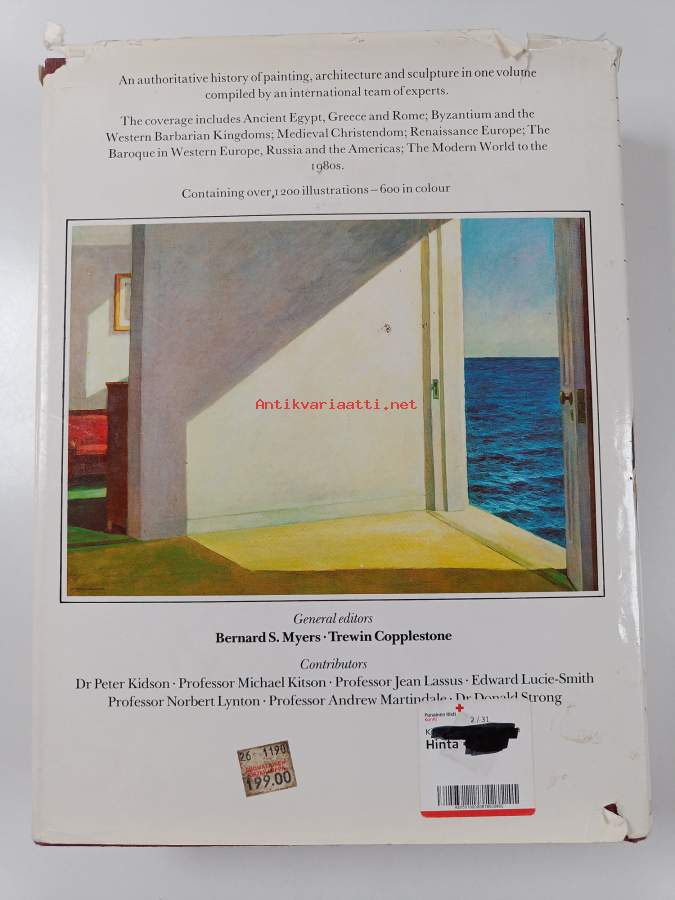 An authoritative history of painting, architecture and sculpture in one volume
compiled by an international team of experts.
The coverage includes Ancient Egypt, Greece and Rome; Byzantium and the
Western Barbarian Kingdoms; Medieval Christendom; Renaissance Europe; The
Baroque in Western Europe, Russia and the Americas; The Modern World to the
1980s.
Containing over 1200 illustrations – 600 in colour
Antikvariaatti.net
General editors
Bernard S. Myers · Trewin Copplestone
Contributors
Dr Peter Kidson · Professor Michael Kitson · Professor Jean Lassus · Edward Lucie-Smith
Professor Norbert Lynton · Professor Andrew Martindale · Dr Donald Strong
Punainen Risti
Kontti
2 / 31
Hinta
26 1190
199.00